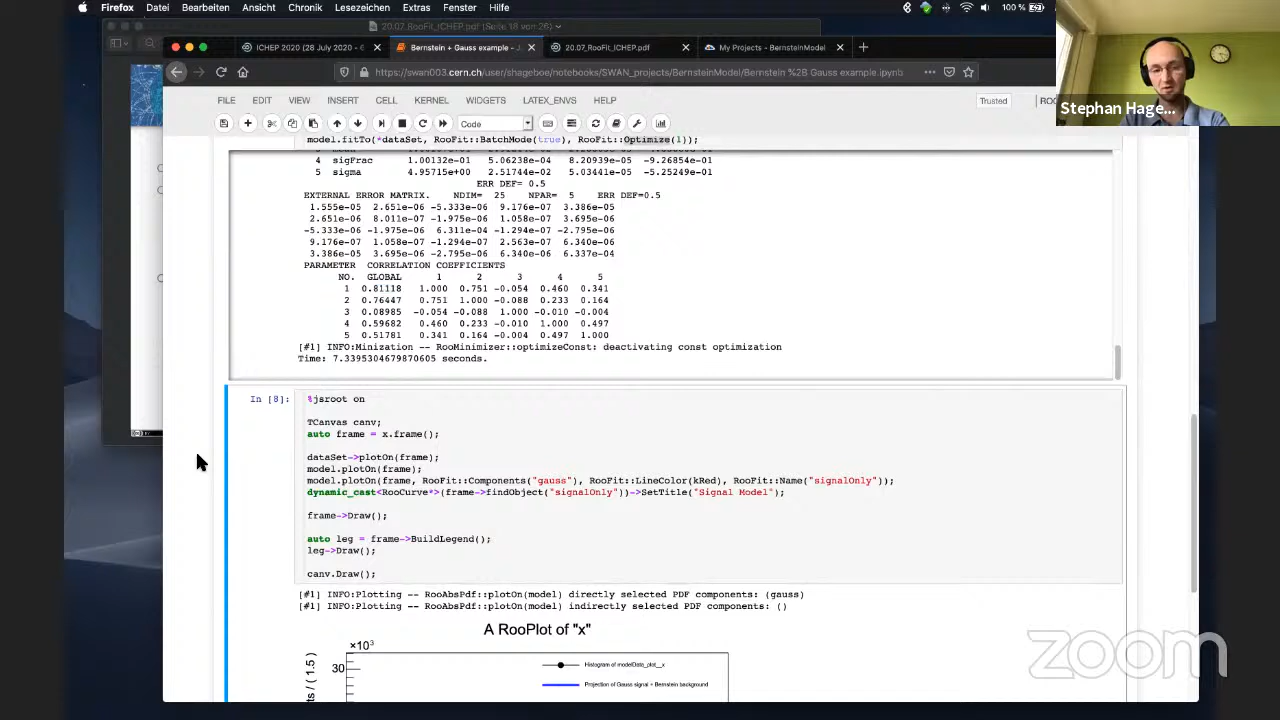 Firefox Ablage Bearbeiten Ansicht Chronik Lesezeichen Extras Fenster Hilfe 100 %
20.07_RooFit_ICHEP.pdf (Seite 18 von 26)
ICHEP 2020 (28 July 2020 - 6
Bernstein + Gauss example - J
20.07_RooFit_ICHEP.pdf
My Projects - BernsteinModel
https://swan003.cern.ch/user/shageboe/notebooks/SWAN_projects/BernsteinModel/Bernstein %2B Gauss example.ipynb
Stephan Hage...
FILE EDIT VIEW INSERT CELL KERNEL WIDGETS LATEX_ENVS HELP
Trusted
Code
model.fitTo(*dataSet, RooFit::BatchMode(true), RooFit::Optimize(1));
4 sigFrac 1.00132e-01 5.06238e-04 8.20939e-05 -9.26854e-01
5 sigma 4.95715e+00 2.51744e-02 5.03441e-05 -5.25249e-01
ERR DEF= 0.5
EXTERNAL ERROR MATRIX. NDIM= 25 NPAR= 5 ERR DEF=0.5
1.555e-05 2.651e-06 -5.333e-06 9.176e-07 3.386e-05
2.651e-06 8.011e-07 -1.975e-06 1.058e-07 3.695e-06
-5.333e-06 -1.975e-06 6.311e-04 -1.294e-07 -2.795e-06
9.176e-07 1.058e-07 -1.294e-07 2.563e-07 6.340e-06
3.386e-05 3.695e-06 -2.795e-06 6.340e-06 6.337e-04
PARAMETER CORRELATION COEFFICIENTS
NO. GLOBAL 1 2 3 4 5
1 0.81118 1.000 0.751 -0.054 0.460 0.341
2 0.76447 0.751 1.000 -0.088 0.233 0.164
3 0.08985 -0.054 -0.088 1.000 -0.010 -0.004
4 0.59682 0.460 0.233 -0.010 1.000 0.497
5 0.51781 0.341 0.164 -0.004 0.497 1.000
[#1] INFO:Minization -- RooMinimizer::optimizeConst: deactivating const optimization
Time: 7.3395304679870605 seconds.
In [8]:
%jsroot on
TCanvas canv;
auto frame = x.frame();
dataSet->plotOn(frame);
model.plotOn(frame);
model.plotOn(frame, RooFit::Components("gauss"), RooFit::LineColor(kRed), RooFit::Name("signalOnly"));
dynamic_cast<RooCurve*>(frame->findObject("signalOnly"))->SetTitle("Signal Model");
frame->Draw();
auto leg = frame->BuildLegend();
leg->Draw();
canv.Draw();
[#1] INFO:Plotting -- RooAbsPdf::plotOn(model) directly selected PDF components: (gauss)
[#1] INFO:Plotting -- RooAbsPdf::plotOn(model) indirectly selected PDF components: ()
A RooPlot of "x"
×10³
30
ts / ( 1.5 )
Histogram of modelData_plot__x
Projection of Gauss signal + Bernstein background
zoom